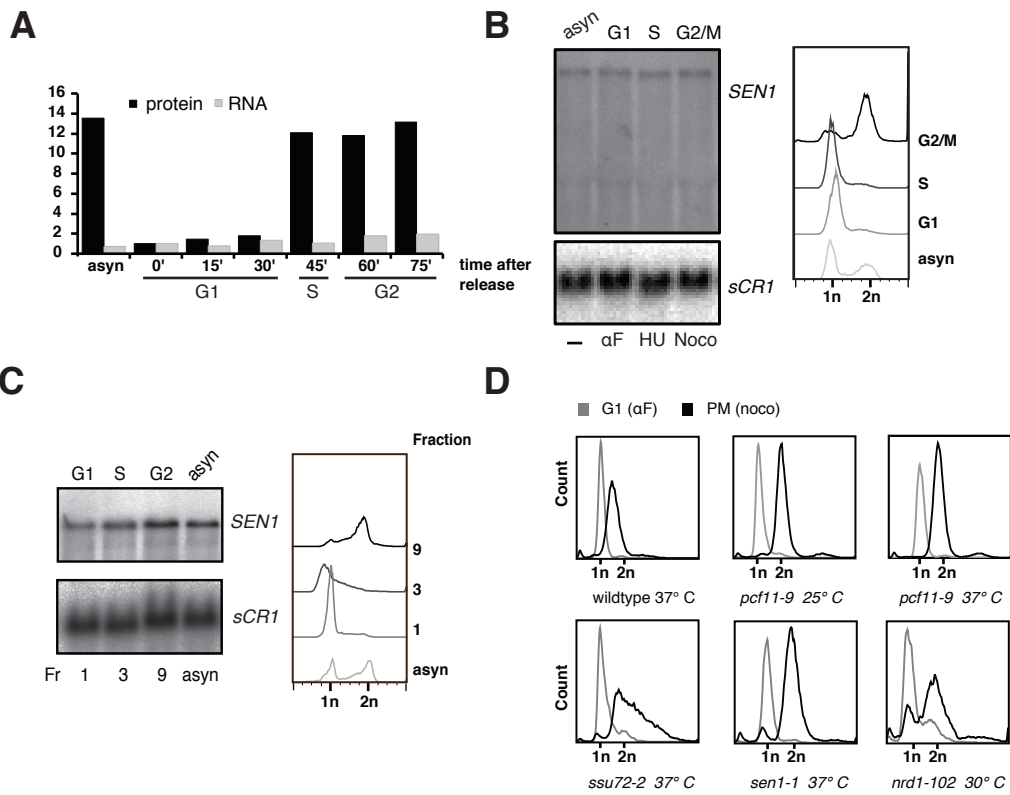 A
protein RNA
16
14
12
10
8
6
4
2
0
asyn 0' 15' 30' 45' 60' 75' time after release
G1 S G2
B
asyn G1 S G2/M
SEN1
sCR1
– αF HU Noco
G2/M
S
G1
asyn
1n 2n
C
G1 S G2 asyn
SEN1
sCR1
Fr 1 3 9 asyn
Fraction
9
3
1
asyn
1n 2n
D
G1 (αF) PM (noco)
Count
1n 2n 1n 2n 1n 2n
wildtype 37° C pcf11-9 25° C pcf11-9 37° C
Count
1n 2n 1n 2n 1n 2n
ssu72-2 37° C sen1-1 37° C nrd1-102 30° C